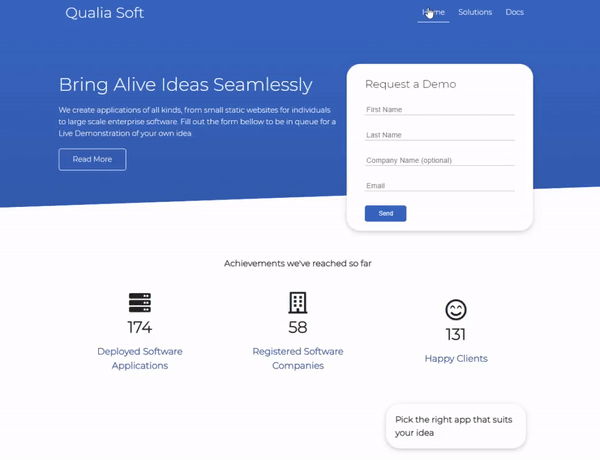 Qualia Soft
Home
Solutions
Docs
Bring Alive Ideas Seamlessly
We create applications of all kinds, from small static websites for individuals
to large scale enterprise software. Fill out the form bellow to be in queue for a
Live Demonstration of your own idea
Read More
Request a Demo
First Name
Last Name
Company Name (optional)
Email
Send
Achievements we've reached so far
174
Deployed Software
Applications
58
Registered Software
Companies
131
Happy Clients
Pick the right app that suits
your idea